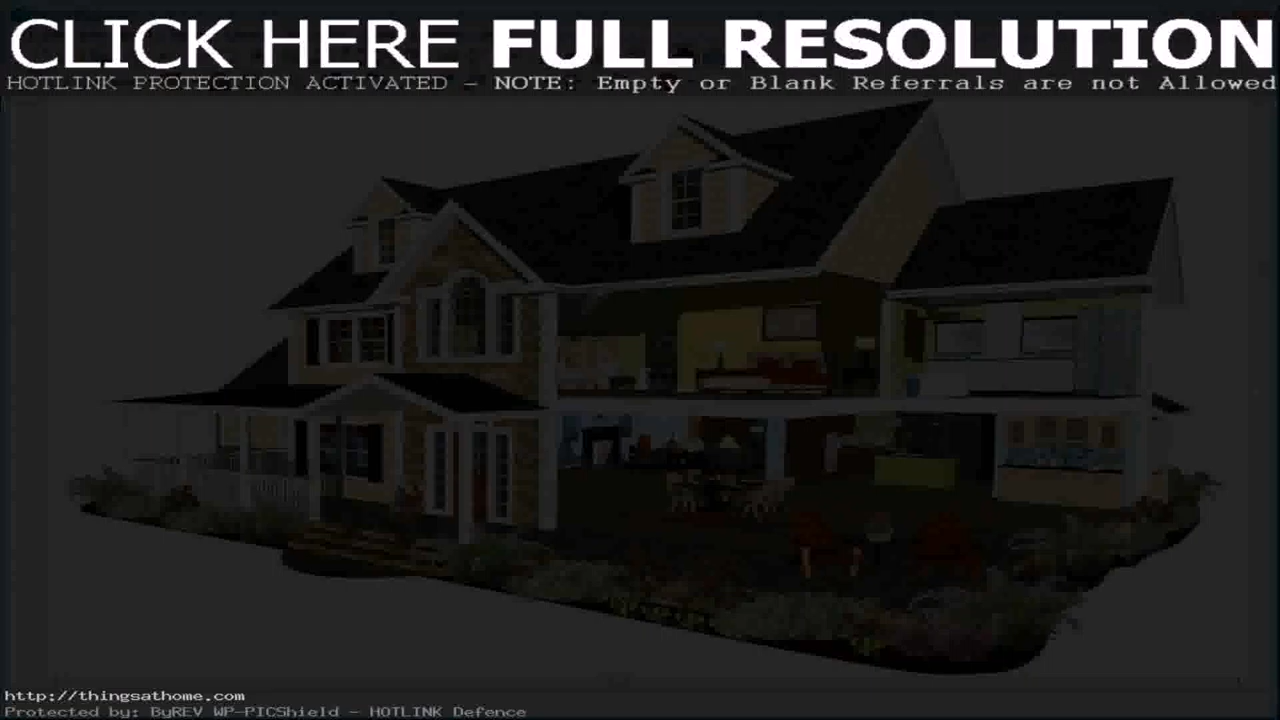 CLICK HERE FULL RESOLUTION
HOTLINK PROTECTION ACTIVATED - NOTE: Empty or Blank Referrals are not Allowed
http://thingsathome.com
Protected by: ByREV WP-PICShield - HOTLINK Defence